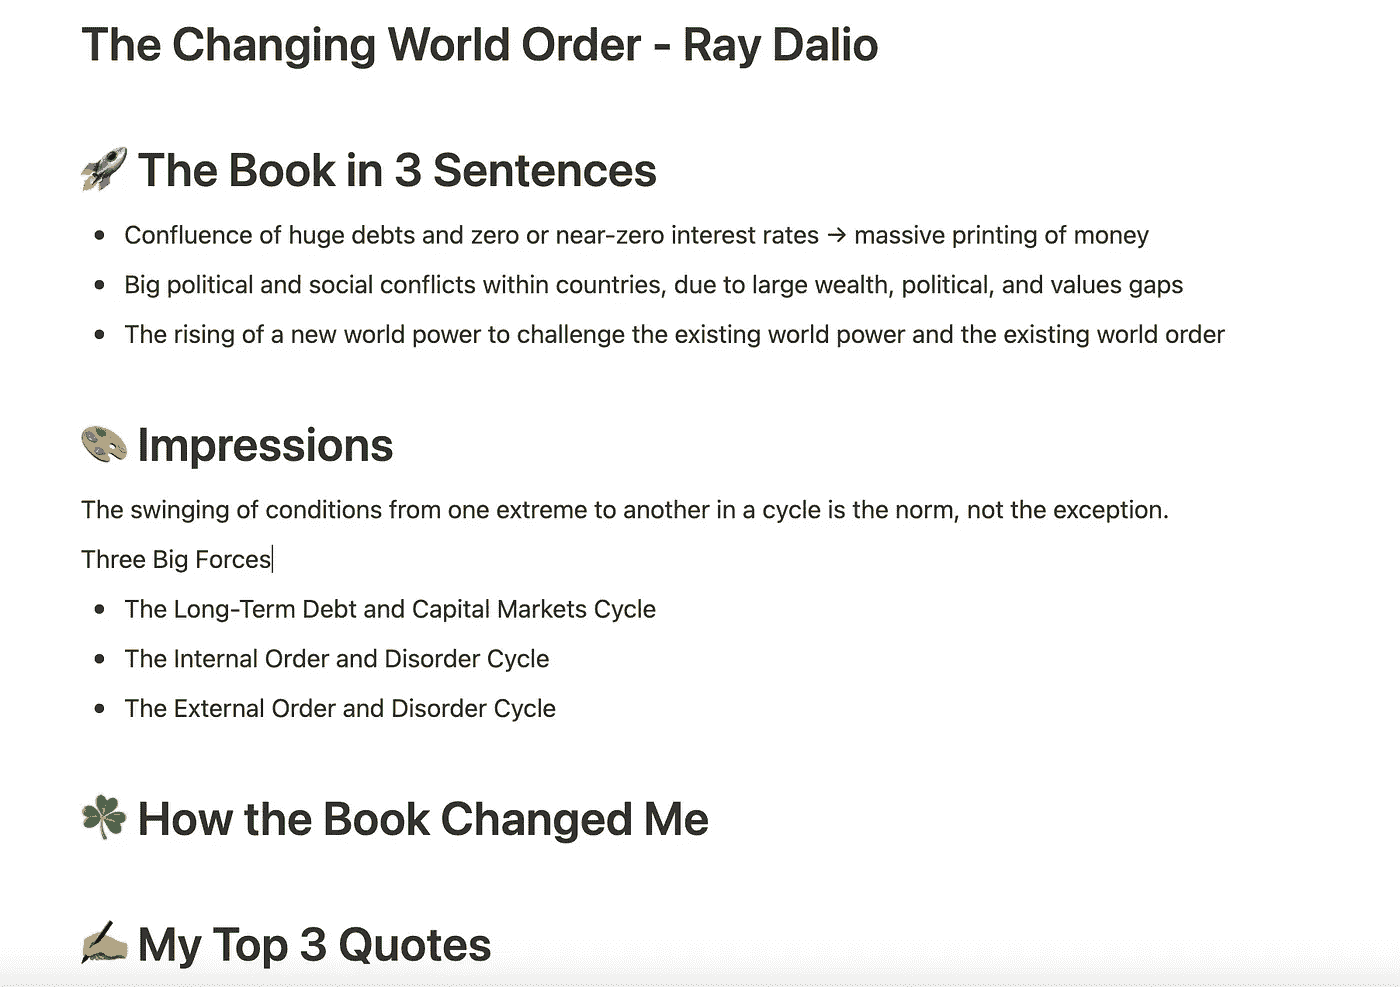 The Changing World Order - Ray Dalio
🚀 The Book in 3 Sentences
• Confluence of huge debts and zero or near-zero interest rates → massive printing of money
• Big political and social conflicts within countries, due to large wealth, political, and values gaps
• The rising of a new world power to challenge the existing world power and the existing world order
🎨 Impressions
The swinging of conditions from one extreme to another in a cycle is the norm, not the exception.
Three Big Forces
• The Long-Term Debt and Capital Markets Cycle
• The Internal Order and Disorder Cycle
• The External Order and Disorder Cycle
☘️ How the Book Changed Me
✍️ My Top 3 Quotes